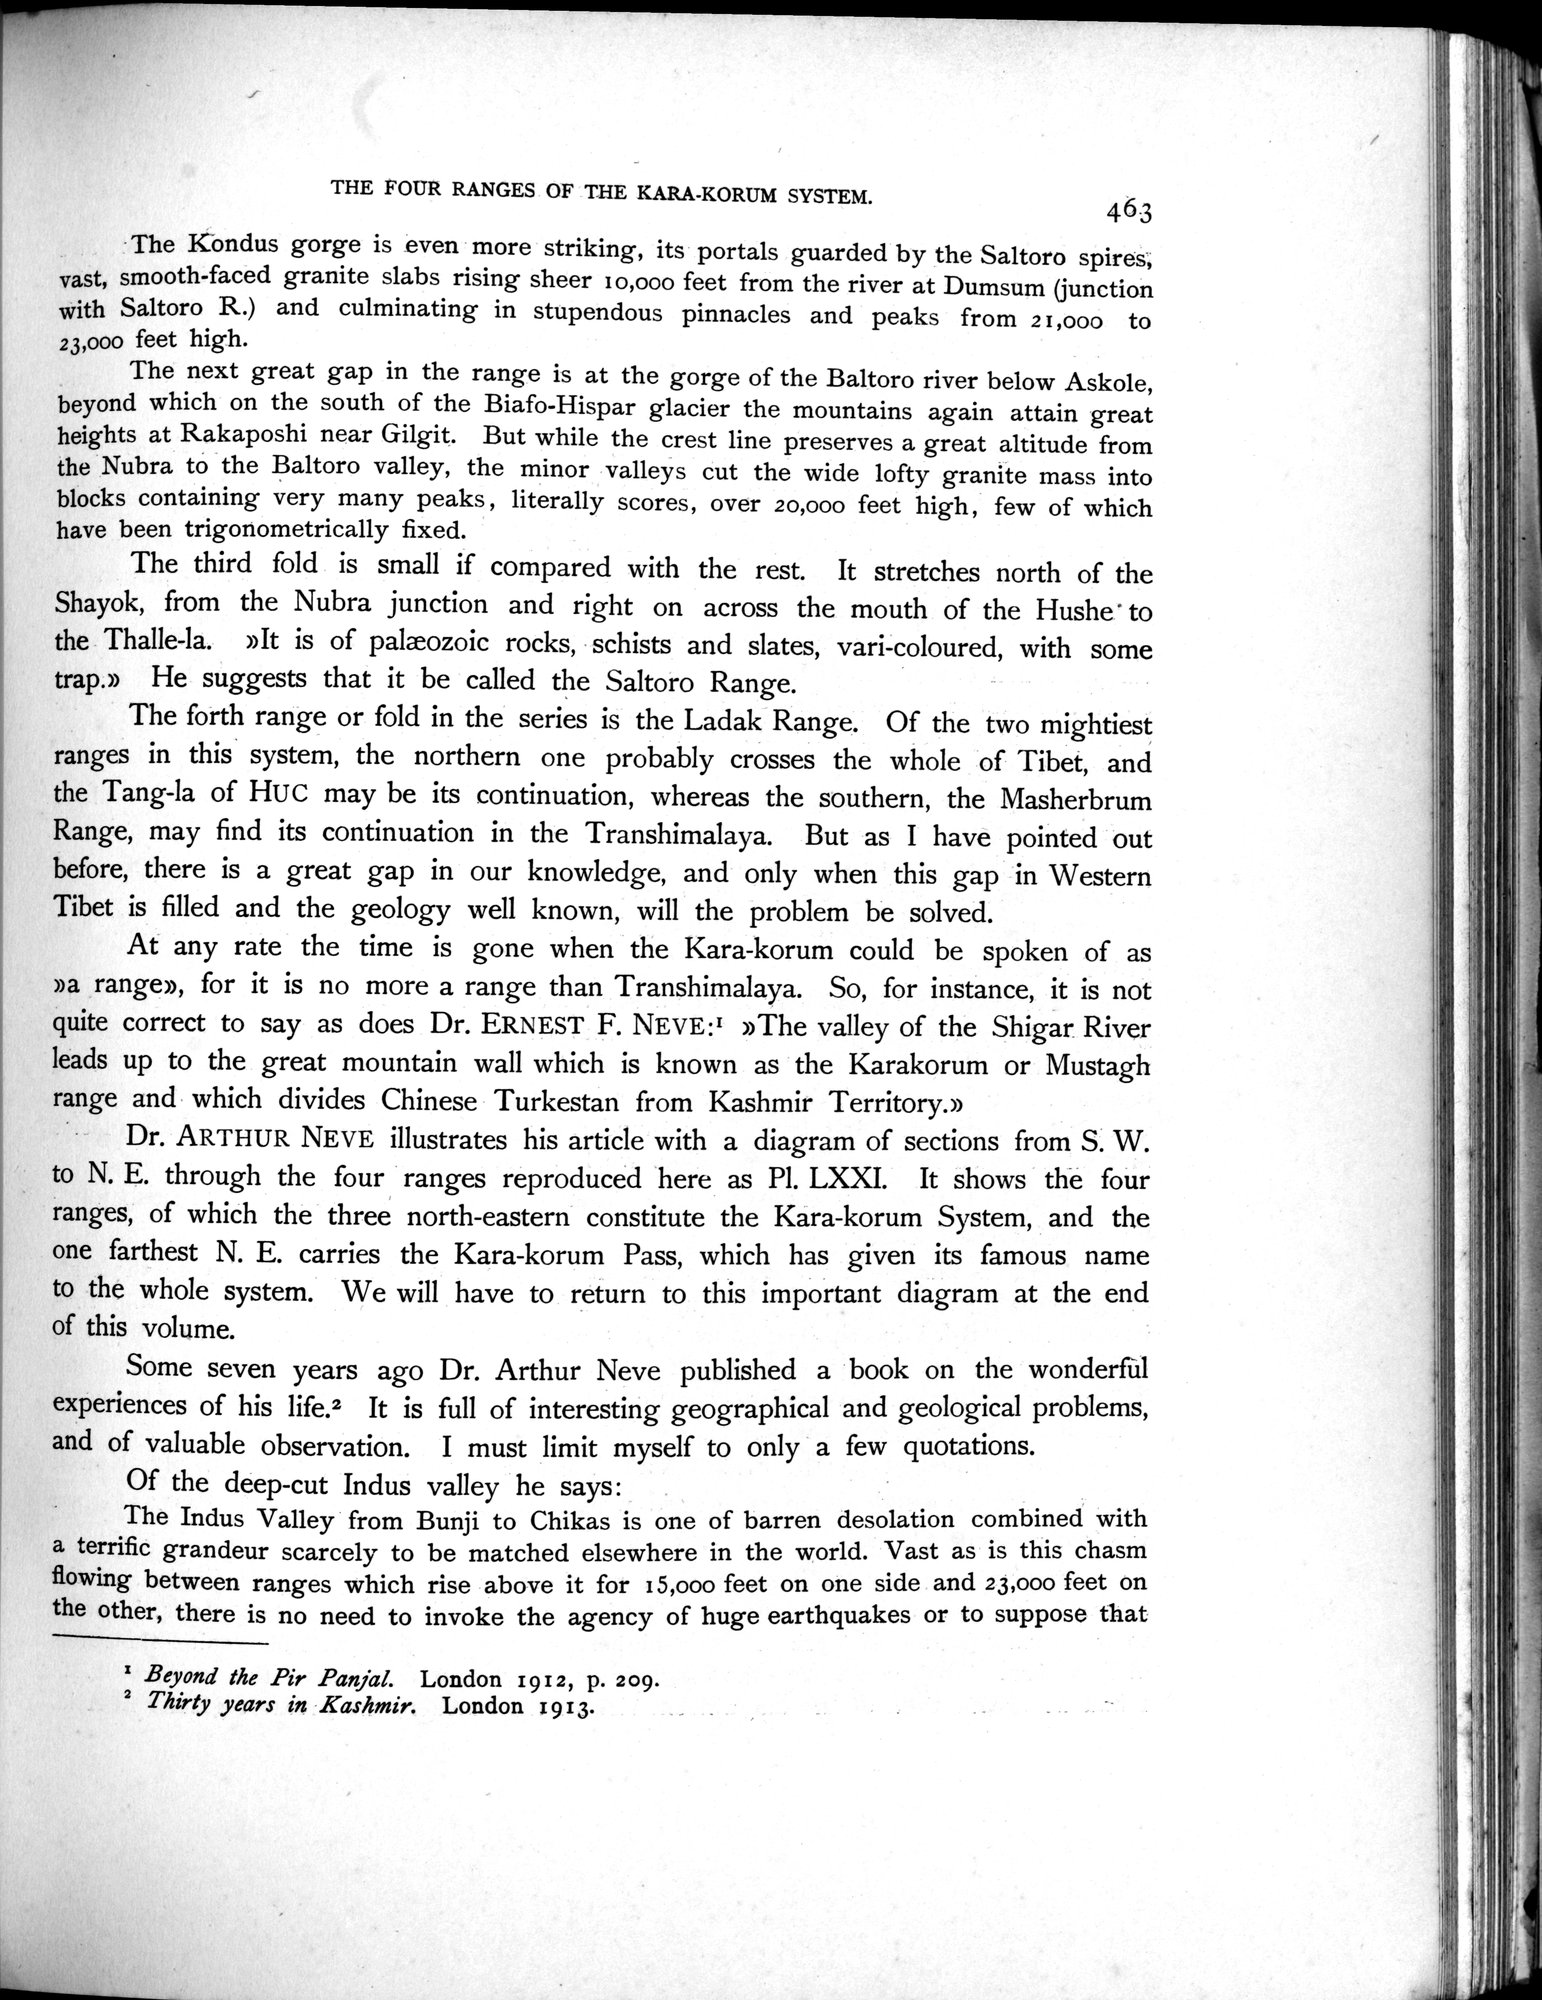 THE FOUR RANGES OF THE KARA-KORUM SYSTEM.
463
The Kondus gorge is even more striking, its portals guarded by the Saltoro spires,
vast, smooth-faced granite slabs rising sheer 10,000 feet from the river at Dumsum (junction
with Saltoro R.) and culminating in stupendous pinnacles and peaks from 21,000 to
23,000 feet high.
The next great gap in the range is at the gorge of the Baltoro river below Askole,
beyond which on the south of the Biafo-Hispar glacier the mountains again attain great
heights at Rakaposhi near Gilgit. But while the crest line preserves a great altitude from
the Nubra to the Baltoro valley, the minor valleys cut the wide lofty granite mass into
blocks containing very many peaks, literally scores, over 20,000 feet high, few of which
have been trigonometrically fixed.
The third fold is small if compared with the rest. It stretches north of the
Shayok, from the Nubra junction and right on across the mouth of the Hushe to
the Thalle-la. »It is of palæozoic rocks, schists and slates, vari-coloured, with some
trap.» He suggests that it be called the Saltoro Range.
The forth range or fold in the series is the Ladak Range. Of the two mightiest
ranges in this system, the northern one probably crosses the whole of Tibet, and
the Tang-la of HUC may be its continuation, whereas the southern, the Masherbrum
Range, may find its continuation in the Transhimalaya. But as I have pointed out
before, there is a great gap in our knowledge, and only when this gap in Western
Tibet is filled and the geology well known, will the problem be solved.
At any rate the time is gone when the Kara-korum could be spoken of as
»a range», for it is no more a range than Transhimalaya. So, for instance, it is not
quite correct to say as does Dr. ERNEST F. NEVE:¹ »The valley of the Shigar River
leads up to the great mountain wall which is known as the Karakorum or Mustagh
range and which divides Chinese Turkestan from Kashmir Territory.»
Dr. ARTHUR NEVE illustrates his article with a diagram of sections from S. W.
to N. E. through the four ranges reproduced here as Pl. LXXI. It shows the four
ranges, of which the three north-eastern constitute the Kara-korum System, and the
one farthest N. E. carries the Kara-korum Pass, which has given its famous name
to the whole system. We will have to return to this important diagram at the end
of this volume.
Some seven years ago Dr. Arthur Neve published a book on the wonderful
experiences of his life.² It is full of interesting geographical and geological problems,
and of valuable observation. I must limit myself to only a few quotations.
Of the deep-cut Indus valley he says:
The Indus Valley from Bunji to Chikas is one of barren desolation combined with
a terrific grandeur scarcely to be matched elsewhere in the world. Vast as is this chasm
flowing between ranges which rise above it for 15,000 feet on one side and 23,000 feet on
the other, there is no need to invoke the agency of huge earthquakes or to suppose that
¹ Beyond the Pir Panjal. London 1912, p. 209.
² Thirty years in Kashmir. London 1913.